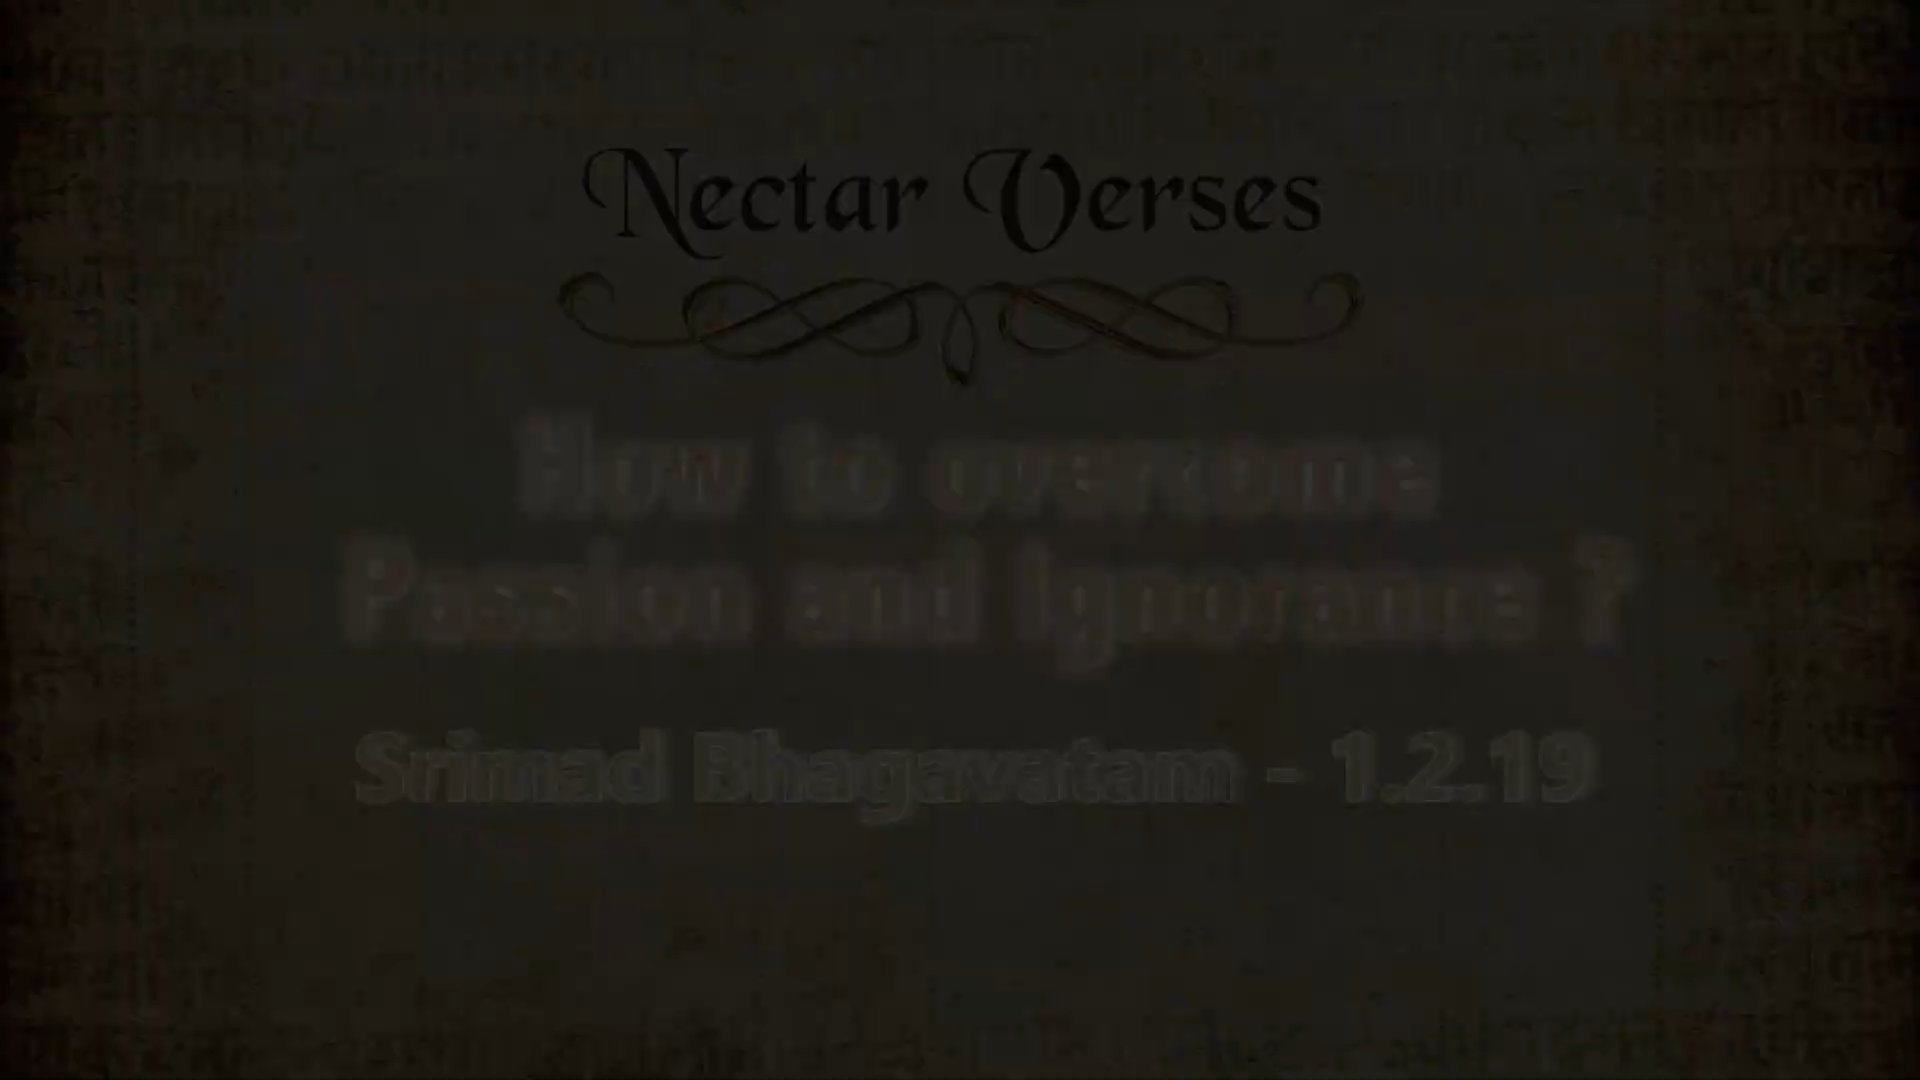 Nectar Verses
How to overcome
Passion and Ignorance ?
Srimad Bhagavatam - 1.2.19